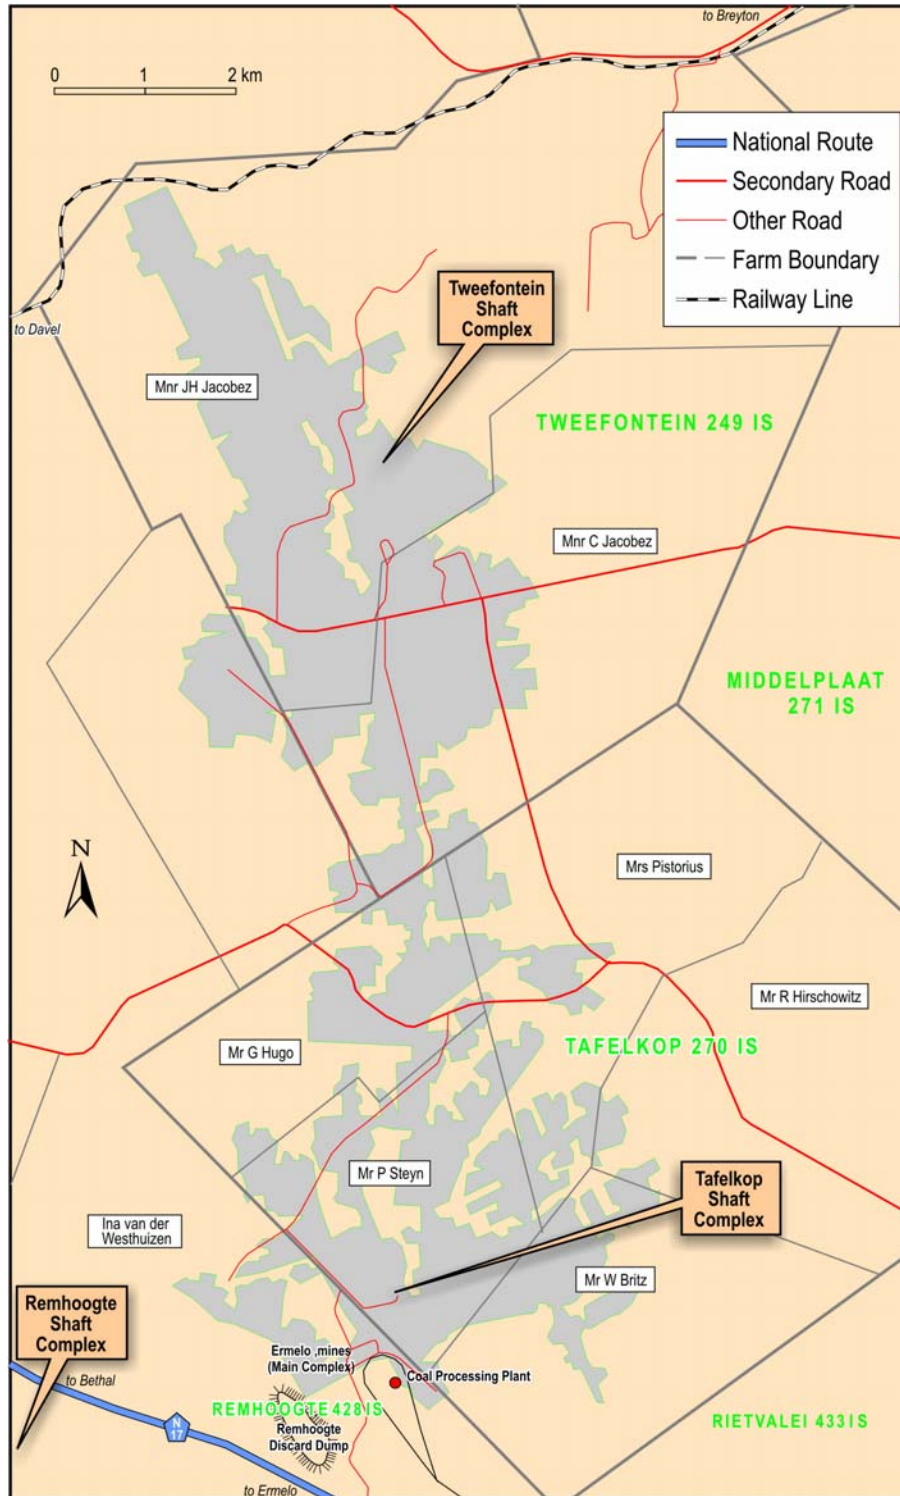 to Breyton
0 1 2 km
National Route
Secondary Road
Other Road
Farm Boundary
Railway Line
Tweefontein
Shaft
Complex
to Davel
Mnr JH Jacobez
TWEEFONTEIN 249 IS
Mnr C Jacobez
MIDDELPLAAT
271 IS
N
Mrs Pistorius
Mr R Hirschowitz
Mr G Hugo
TAFELKOP 270 IS
Mr P Steyn
Tafelkop
Shaft
Complex
Ina van der
Westhuizen
Mr W Britz
Remhoogte
Shaft
Complex
Ermelo ,mines
(Main Complex)
Coal Processing Plant
to Bethal
REMHOOGTE 428 IS
RIETVALEI 433 IS
N
17
Remhoogte
Discard Dump
to Ermelo